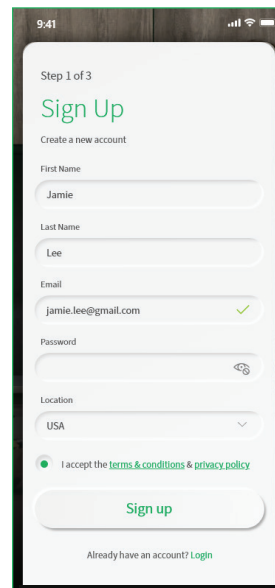 9:41
Step 1 of 3
Sign Up
Create a new account
First Name
Jamie
Last Name
Lee
Email
jamie.lee@gmail.com
Password
Location
USA
I accept the terms & conditions & privacy policy
Sign up
Already have an account? Login